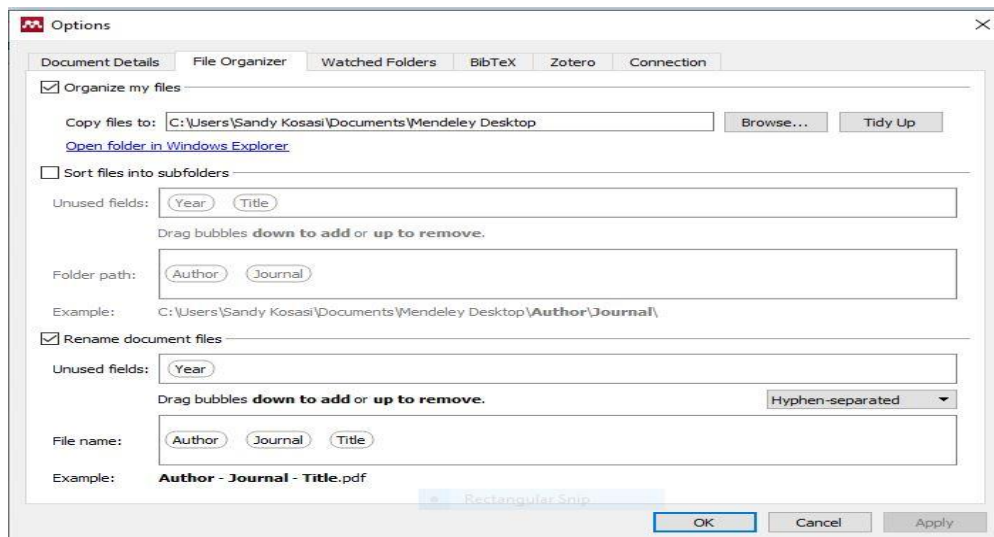 Options
Document Details File Organizer Watched Folders BibTeX Zotero Connection
Organize my files
Copy files to: C:\Users\Sandy Kosasi\Documents\Mendeley Desktop Browse... Tidy Up
Open folder in Windows Explorer
Sort files into subfolders
Unused fields: Year Title
Drag bubbles down to add or up to remove.
Folder path: Author Journal
Example: C:\Users\Sandy Kosasi\Documents\Mendeley Desktop\Author\Journal\
Rename document files
Unused fields: Year
Drag bubbles down to add or up to remove. Hyphen-separated
File name: Author Journal Title
Example: Author - Journal - Title.pdf
Rectangular Snip
OK Cancel Apply